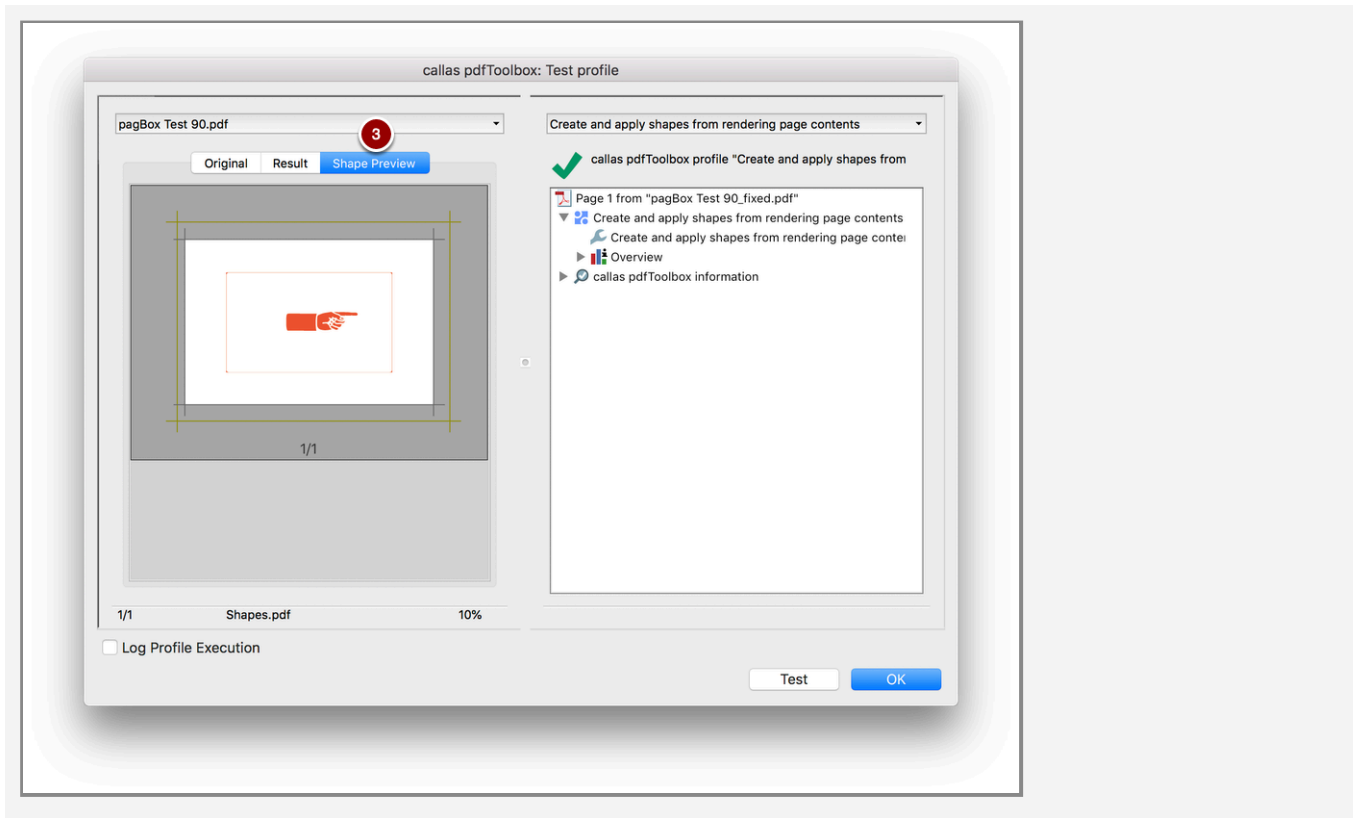 callas pdfToolbox: Test profile
pagBox Test 90.pdf
3
Original Result Shape Preview
1/1
1/1 Shapes.pdf 10%
Create and apply shapes from rendering page contents
callas pdfToolbox profile "Create and apply shapes from
Page 1 from "pagBox Test 90_fixed.pdf"
Create and apply shapes from rendering page contents
Create and apply shapes from rendering page conte
Overview
callas pdfToolbox information
Log Profile Execution
Test OK